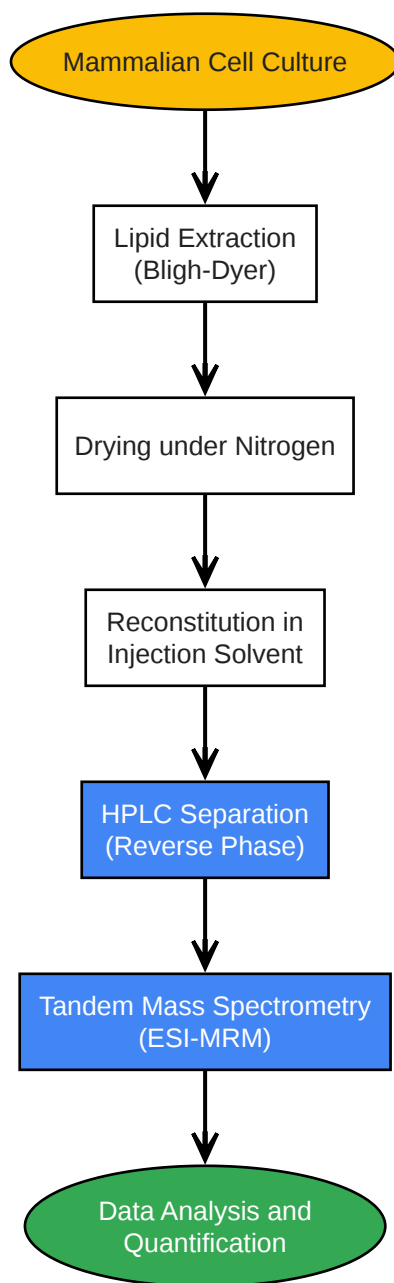 Mammalian Cell Culture
Lipid Extraction
(Bligh-Dyer)
Drying under Nitrogen
Reconstitution in
Injection Solvent
HPLC Separation
(Reverse Phase)
Tandem Mass Spectrometry
(ESI-MRM)
Data Analysis and
Quantification